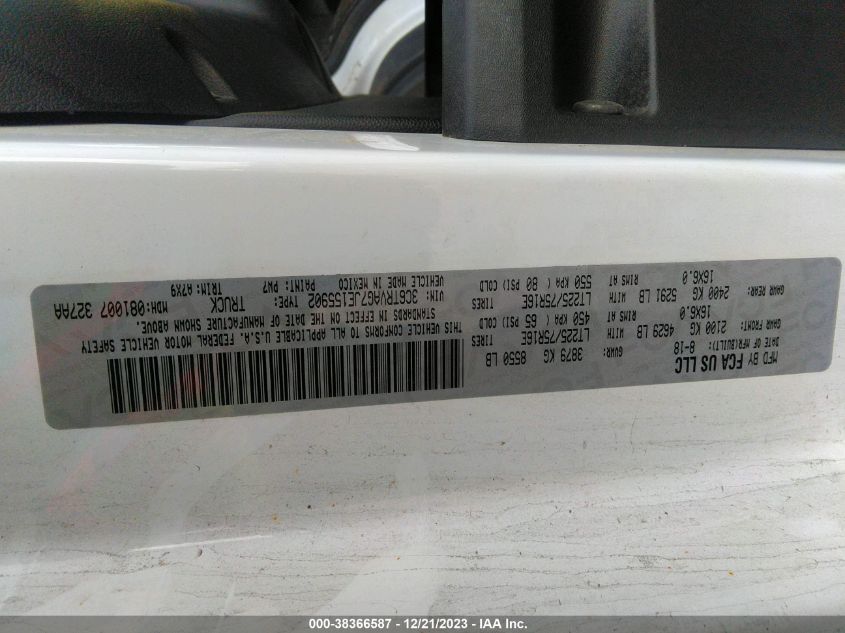 MFD BY FCA US LLC
DATE OF MFR(BUILT): 8-18
GVWR: 3879 KG 8550 LB
GAWR FRONT: 2100 KG 4629 LB WITH LT225/75R16E TIRES
16X6.0 RIMS AT 450 KPA ( 65 PSI) COLD
GAWR REAR: 2400 KG 5291 LB WITH LT225/75R16E TIRES
16X6.0 RIMS AT 550 KPA ( 80 PSI) COLD
THIS VEHICLE CONFORMS TO ALL APPLICABLE U.S.A. FEDERAL MOTOR VEHICLE SAFETY
STANDARDS IN EFFECT ON THE DATE OF MANUFACTURE SHOWN ABOVE.
VIN: 3C6TRVAG7JE155902 TYPE: TRUCK MDH:081007 327AA
VEHICLE MADE IN MEXICO PAINT: PW7 TRIM:A7X9
000-38366587 - 12/21/2023 - IAA Inc.